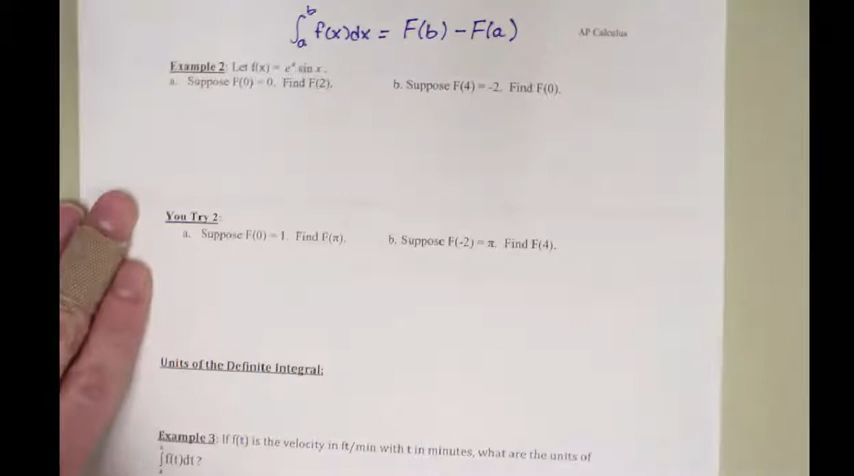 ∫ₐᵇ f(x)dx = F(b) - F(a)
AP Calculus
Example 2: Let f(x) = eˣ sin x.
a. Suppose F(0) = 0. Find F(2). b. Suppose F(4) = -2. Find F(0).
You Try 2:
a. Suppose F(0) = 1. Find F(π). b. Suppose F(-2) = π. Find F(4).
Units of the Definite Integral:
Example 3: If f(t) is the velocity in ft/min with t in minutes, what are the units of
∫f(t)dt?